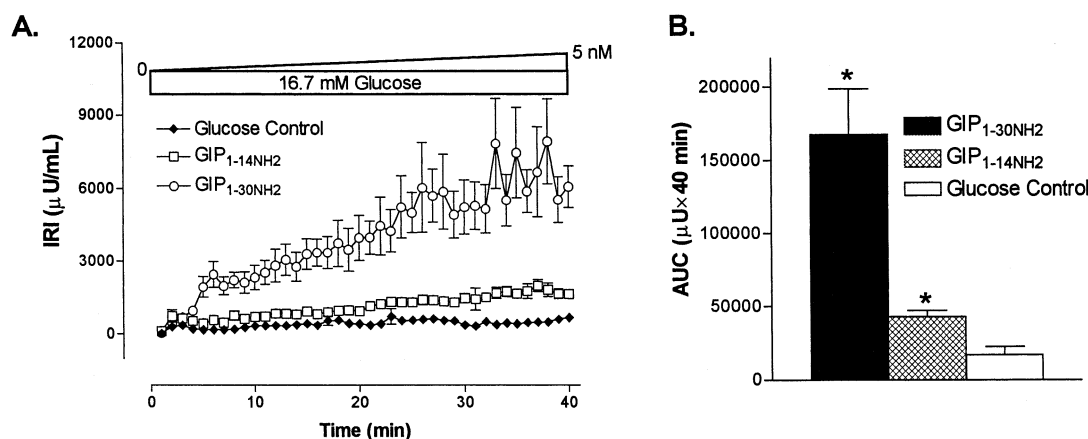 A.
12000
9000
6000
3000
0
IRI (μ U/mL)
0
5 nM
16.7 mM Glucose
Glucose Control
GIP1-14NH2
GIP1-30NH2
0
10
20
30
40
Time (min)
B.
200000
150000
100000
50000
0
AUC (μU×40 min)
*
*
GIP1-30NH2
GIP1-14NH2
Glucose Control